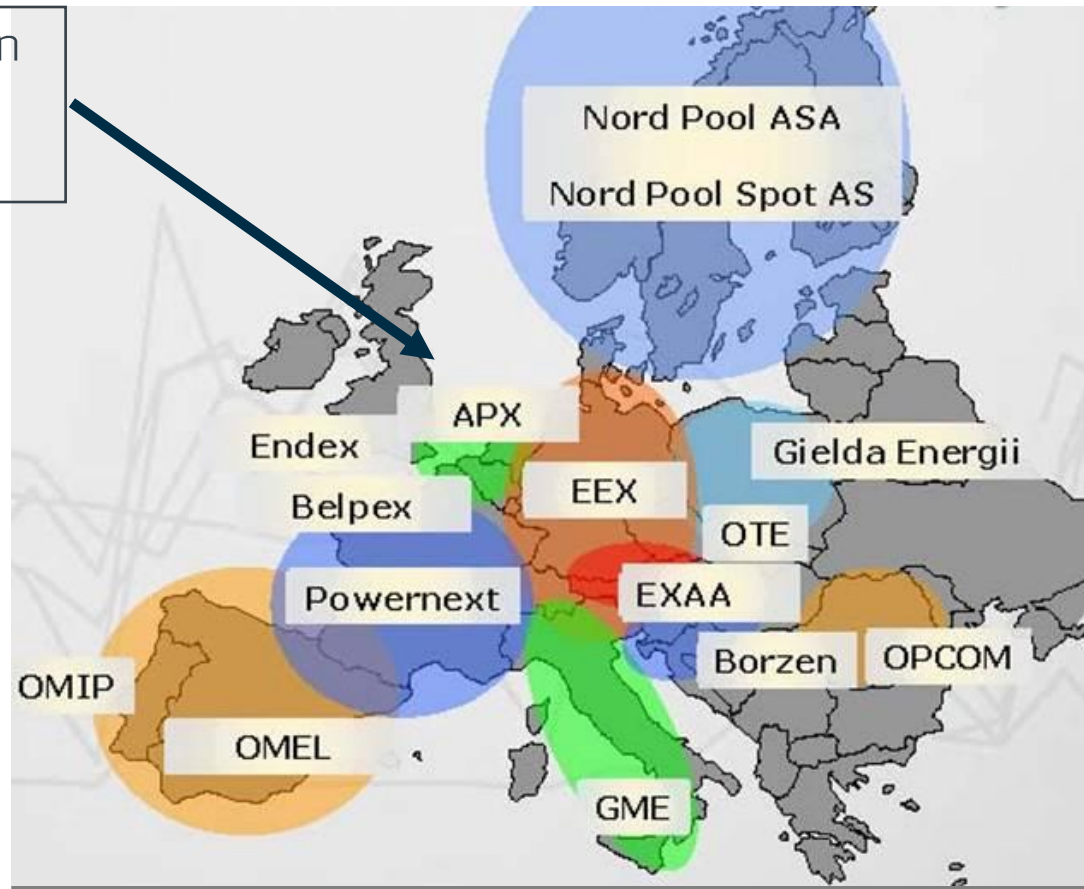 Nord Pool ASA
Nord Pool Spot AS
APX
Endex
Gielda Energii
EEX
Belpex
OTE
Powernext
EXAA
Borzen
OPCOM
OMIP
OMEL
GME